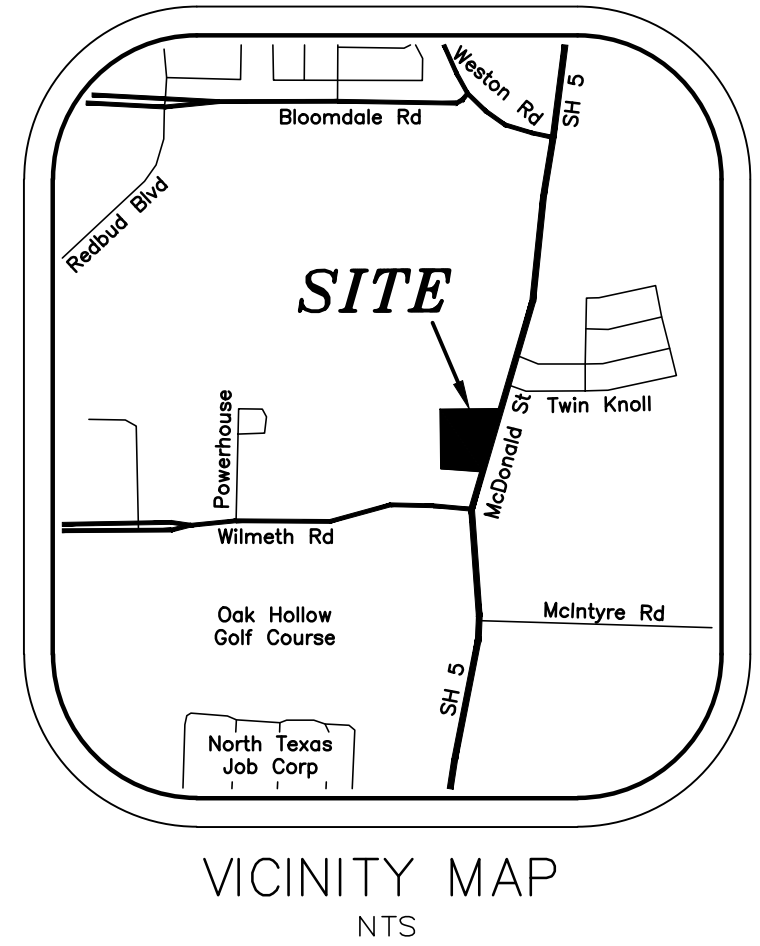 Weston Rd
SH 5
Bloomdale Rd
Redbud Blvd
SITE
Powerhouse
Twin Knoll
McDonald St
Wilmeth Rd
Oak Hollow
Golf Course
McIntyre Rd
SH 5
North Texas
Job Corp
VICINITY MAP
NTS